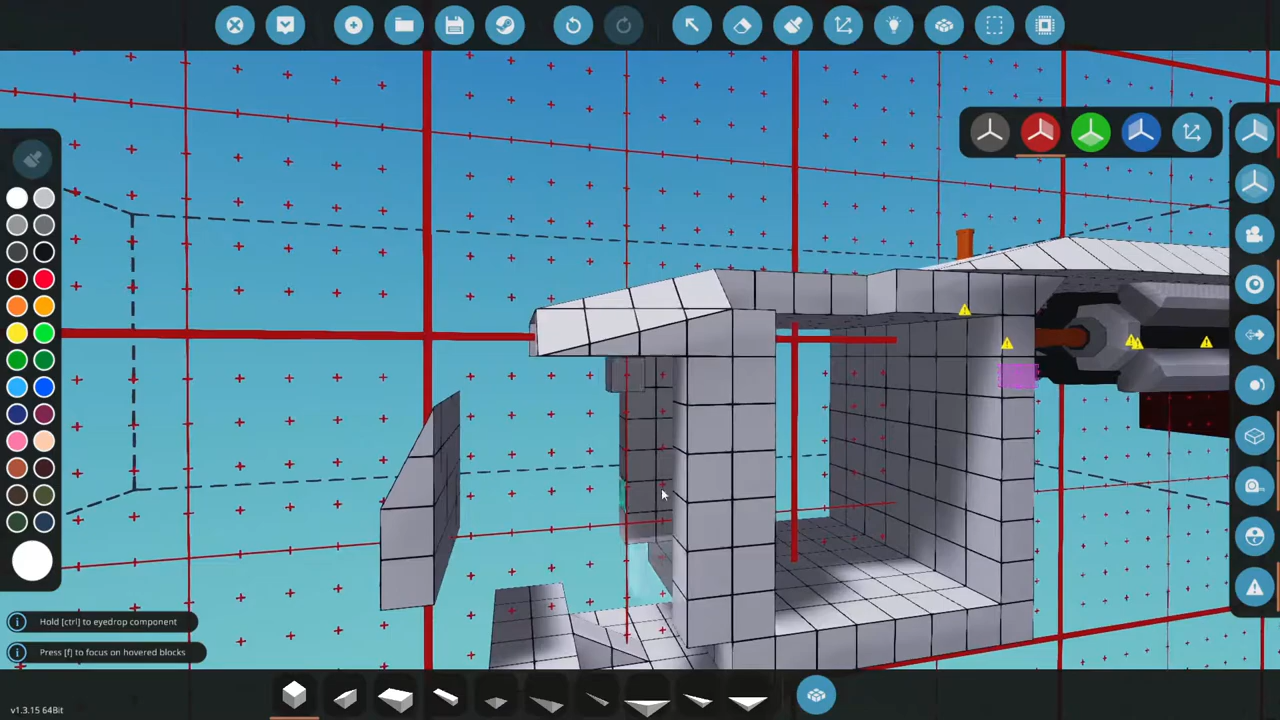 Hold [ctrl] to eyedrop component
Press [f] to focus on hovered blocks
v1.3.15 64Bit